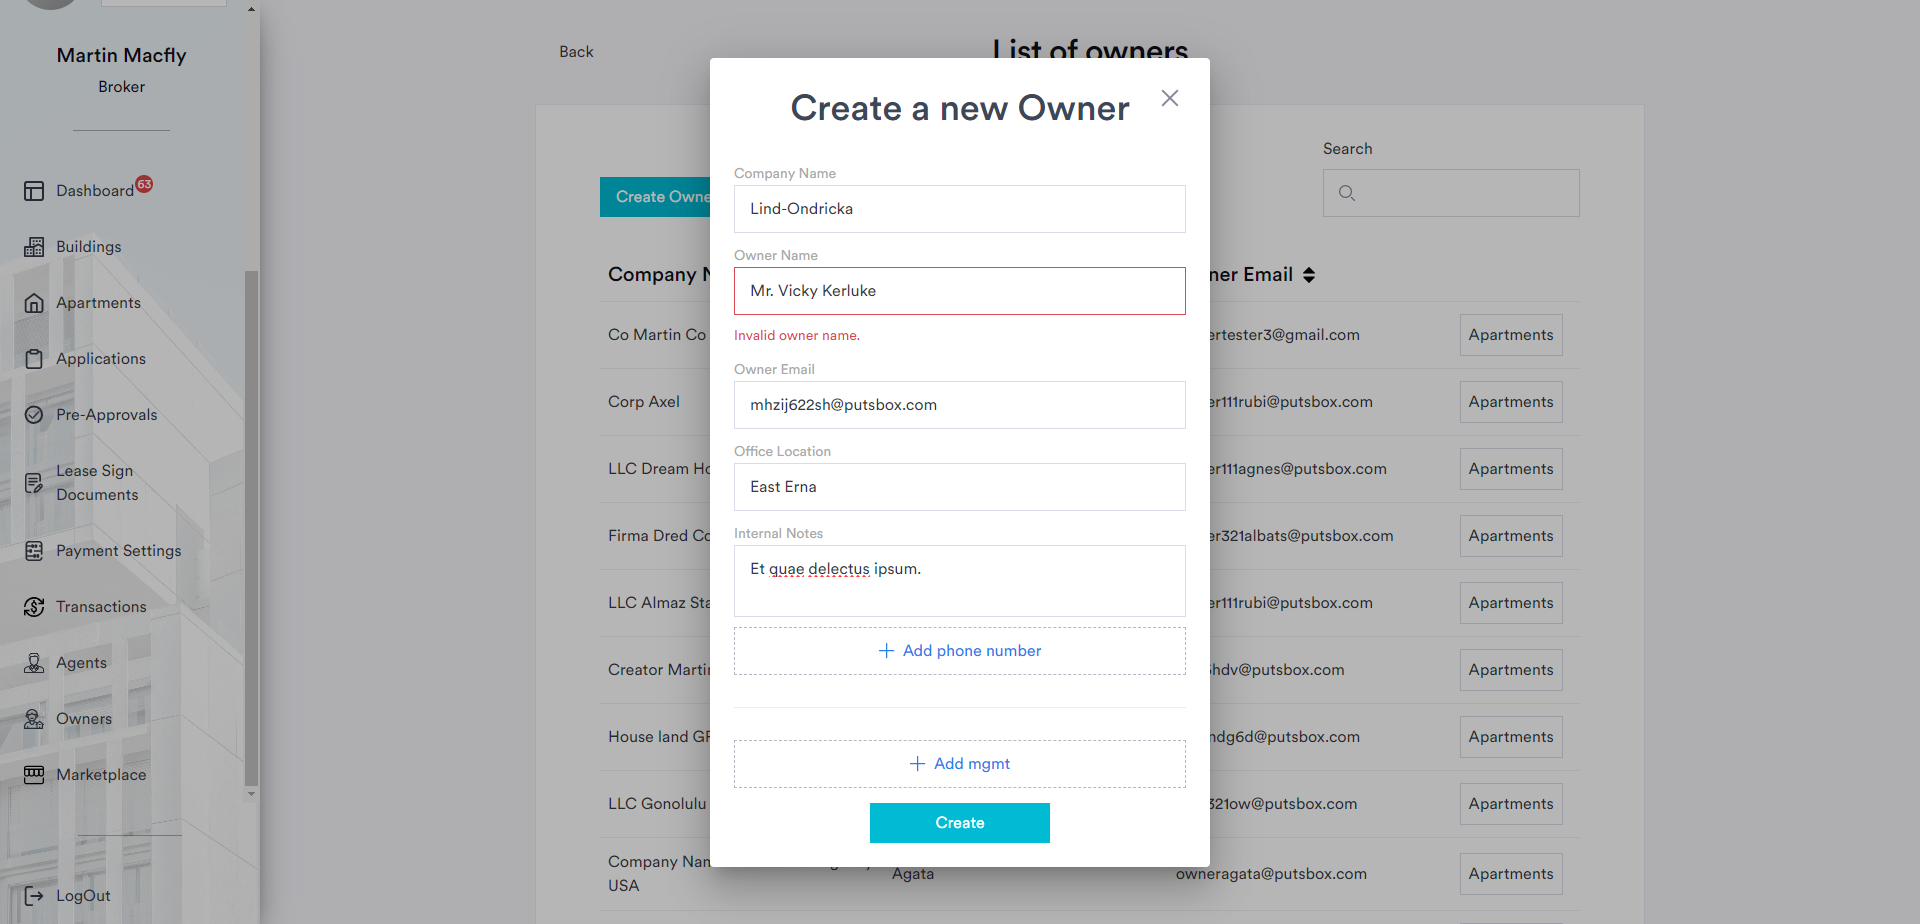 Martin Macfly
Broker
Dashboard 63
Buildings
Apartments
Applications
Pre-Approvals
Lease Sign
Documents
Payment Settings
Transactions
Agents
Owners
Marketplace
LogOut
Back
List of owners
Search
Create Owne
Company N
ner Email
Co Martin Co
ertester3@gmail.com
Apartments
Corp Axel
er111rubi@putsbox.com
Apartments
LLC Dream Ho
er111agnes@putsbox.com
Apartments
Firma Dred Co
er321albats@putsbox.com
Apartments
LLC Almaz Sta
er111rubi@putsbox.com
Apartments
Creator Martin
hdv@putsbox.com
Apartments
House land GR
ndg6d@putsbox.com
Apartments
LLC Gonolulu
321ow@putsbox.com
Apartments
Company Nam
USA
Agata
owneragata@putsbox.com
Apartments
Create a new Owner
Company Name
Lind-Ondricka
Owner Name
Mr. Vicky Kerluke
Invalid owner name.
Owner Email
mhzij622sh@putsbox.com
Office Location
East Erna
Internal Notes
Et quae delectus ipsum.
Add phone number
Add mgmt
Create